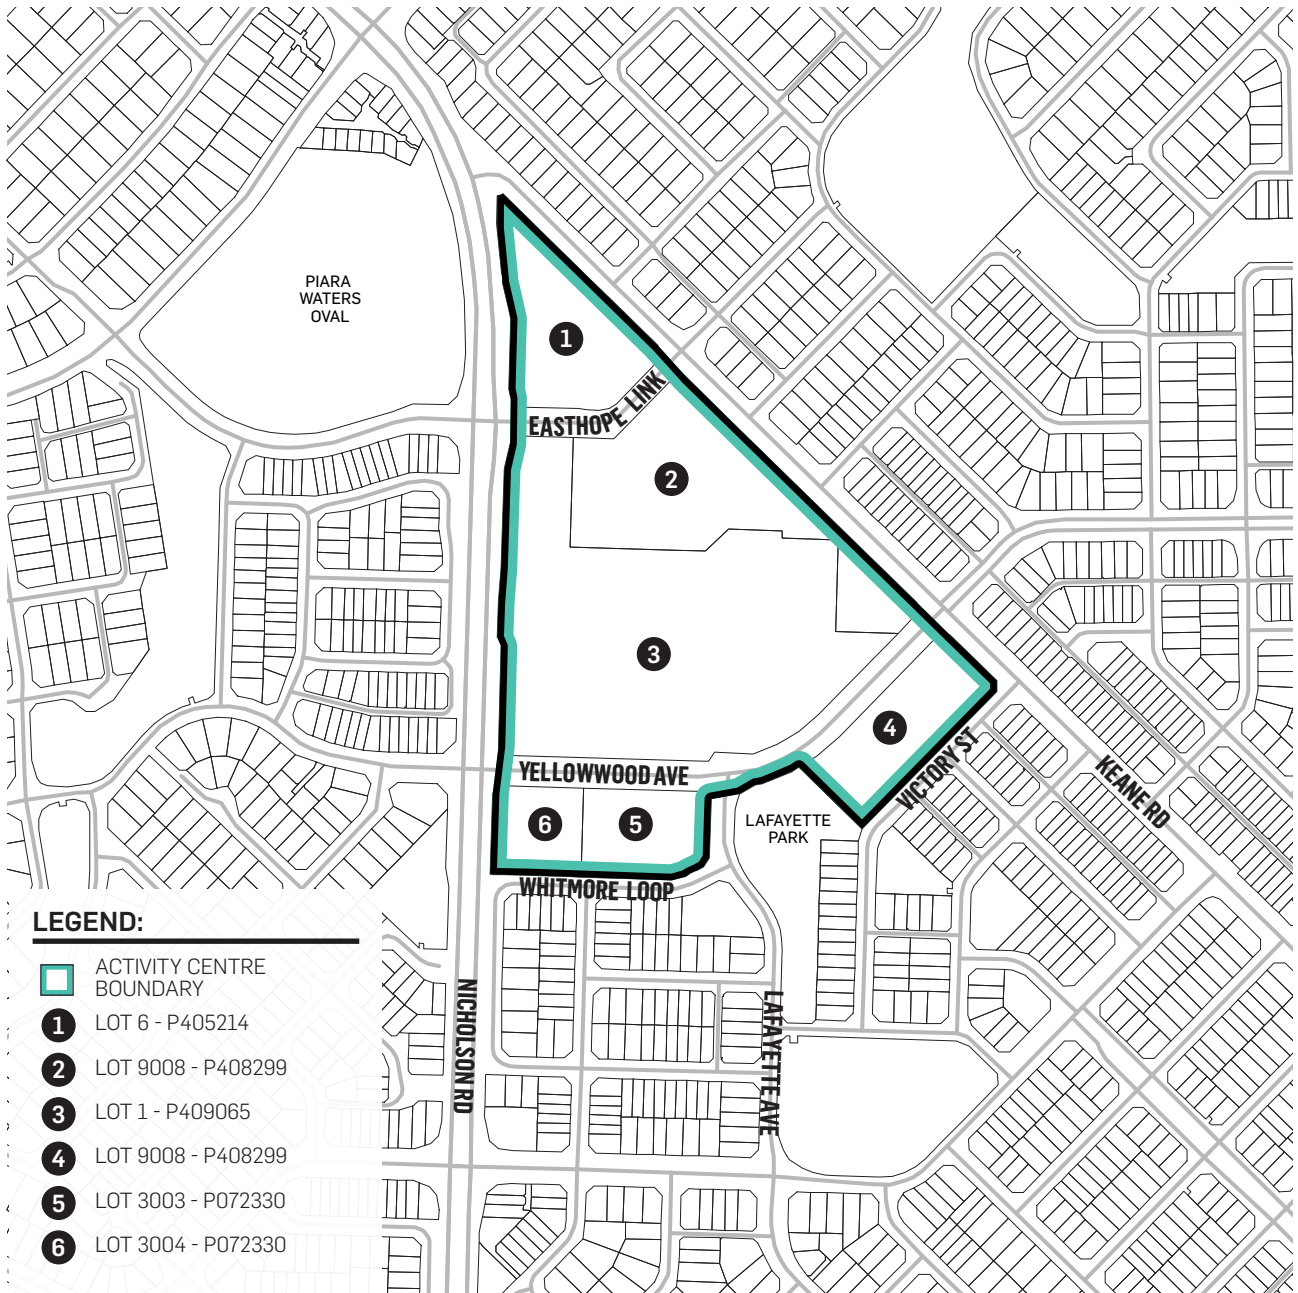 PIARA
WATERS
OVAL
1
EASTHOPE LINK
2
3
4
YELLOWWOOD AVE
VICTORY ST
KEANE RD
6
5
LAFAYETTE
PARK
WHITMORE LOOP
NICHOLSON RD
LAFAYETTE AVE
LEGEND:
ACTIVITY CENTRE
BOUNDARY
1 LOT 6 - P405214
2 LOT 9008 - P408299
3 LOT 1 - P409065
4 LOT 9008 - P408299
5 LOT 3003 - P072330
6 LOT 3004 - P072330